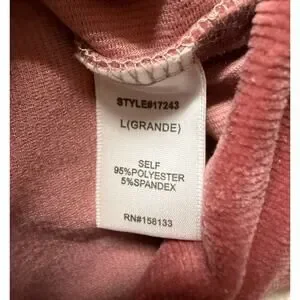 STYLE#17243
L(GRANDE)
SELF
95%POLYESTER
5%SPANDEX
RN#158133